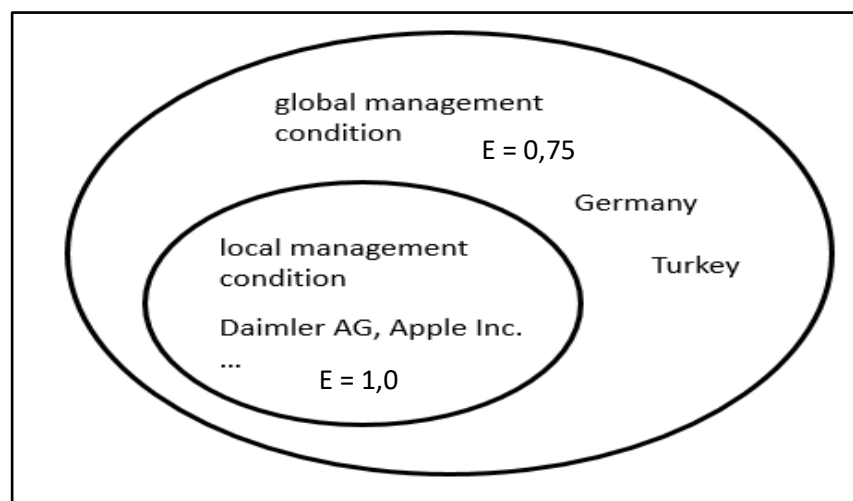 global management
condition
E = 0,75
Germany
Turkey
local management
condition
Daimler AG, Apple Inc.
...
E = 1,0